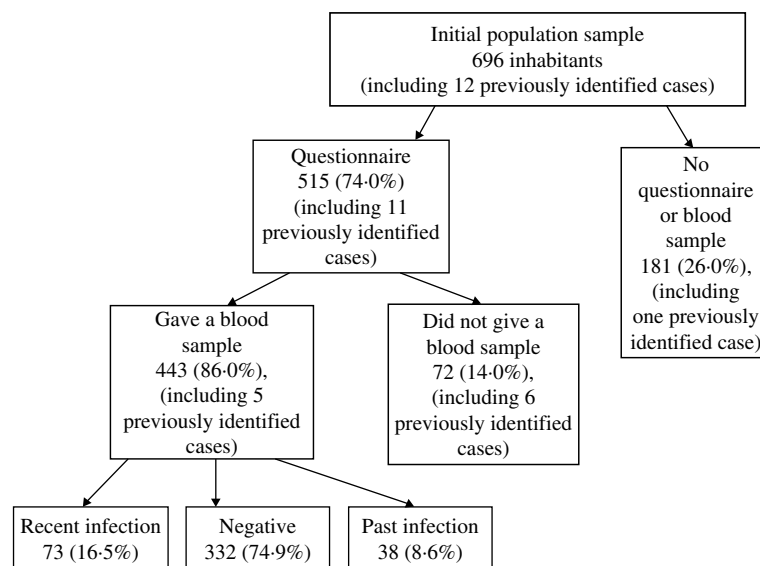 Initial population sample
696 inhabitants
(including 12 previously identified cases)
Questionnaire
515 (74·0%)
(including 11
previously identified
cases)
No
questionnaire
or blood
sample
181 (26·0%),
(including
one previously
identified case)
Gave a blood
sample
443 (86·0%),
(including 5
previously identified
cases)
Did not give a
blood sample
72 (14·0%),
(including 6
previously identified
cases)
Recent infection
73 (16·5%)
Negative
332 (74·9%)
Past infection
38 (8·6%)